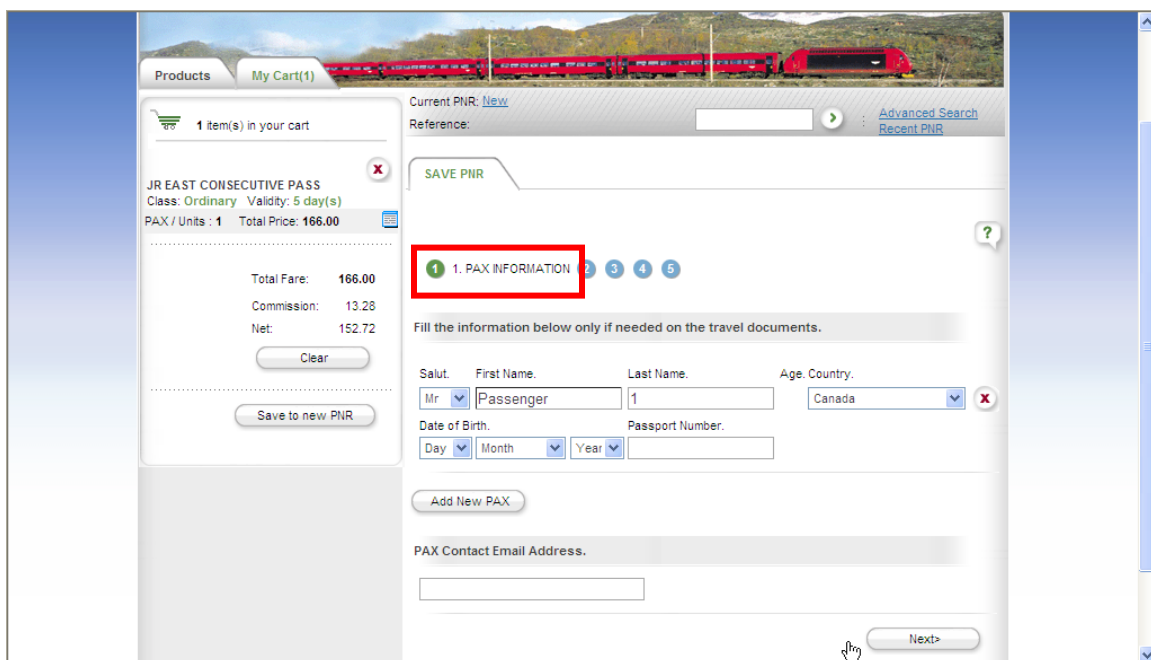 Products
My Cart(1)
1 item(s) in your cart
X
JR EAST CONSECUTIVE PASS
Class: Ordinary Validity: 5 day(s)
PAX / Units : 1 Total Price: 166.00
Total Fare: 166.00
Commission: 13.28
Net: 152.72
Clear
Save to new PNR
Current PNR: New
Reference:
Advanced Search
Recent PNR
SAVE PNR
?
1 1. PAX INFORMATION 2 3 4 5
Fill the information below only if needed on the travel documents.
Salut. First Name. Last Name. Age. Country.
Mr Passenger 1 Canada X
Date of Birth. Passport Number.
Day Month Year
Add New PAX
PAX Contact Email Address.
Next>